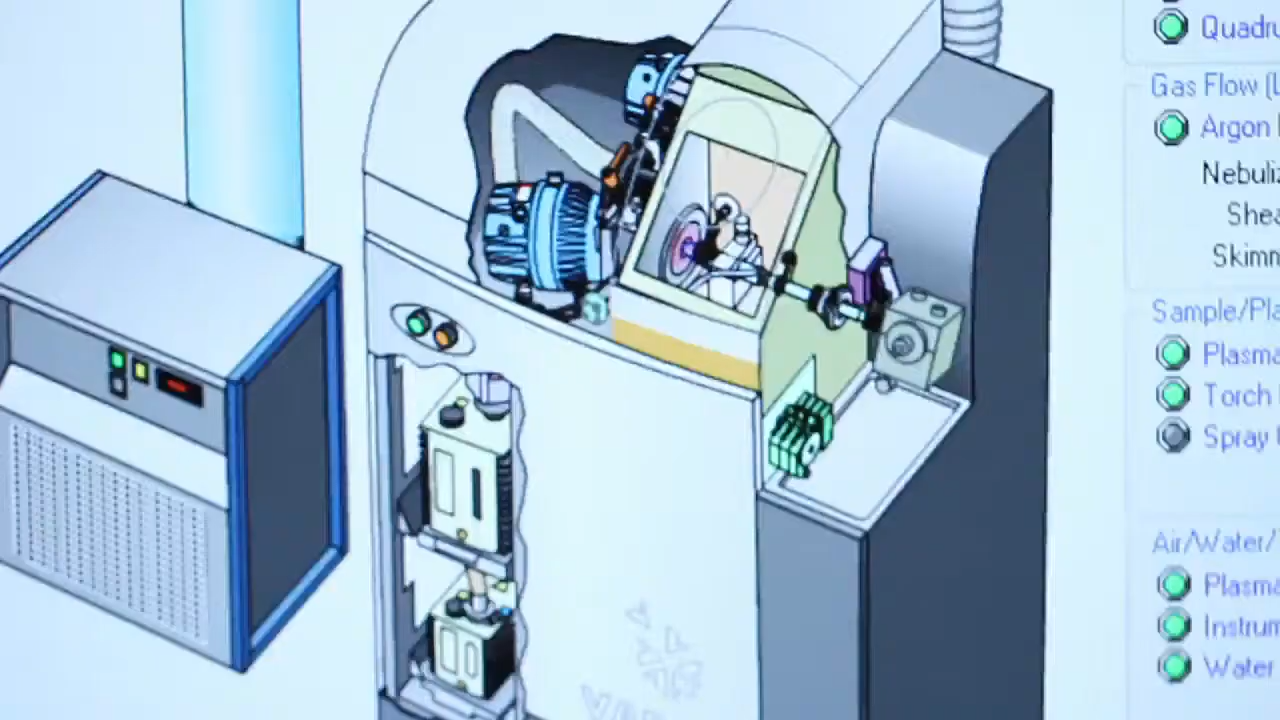 Quadru
Gas Flow (L
Argon
Nebuliz
Shea
Skimm
Sample/Pla
Plasma
Torch
Spray
Air/Water/
Plasma
Instrum
Water